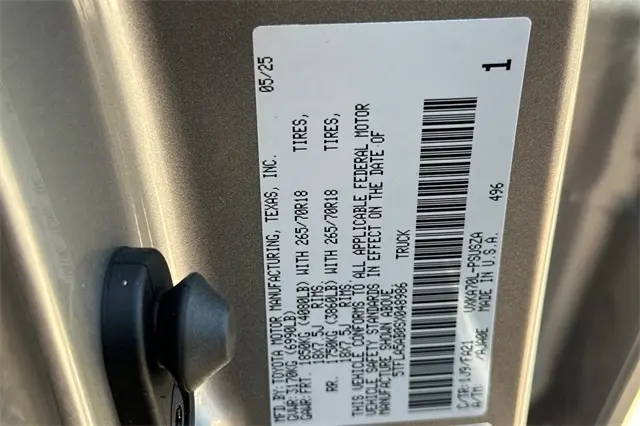 05/25
MFD.BY: TOYOTA MOTOR MANUFACTURING, TEXAS, INC.
GVWR: 3170KG (6990LB)
GAWR: FRT. 1850KG (4080LB) WITH 265/70R18 TIRES,
18X7.5J RIMS.
RR. 1750KG (3860LB) WITH 265/70R18 TIRES,
18X7.5J RIMS.
THIS VEHICLE CONFORMS TO ALL APPLICABLE FEDERAL MOTOR
VEHICLE SAFETY STANDARDS IN EFFECT ON THE DATE OF
MANUFACTURE SHOWN ABOVE.
TRUCK
496
C/TR:1J9/FA21
A/TM: /AJA0E
MADE IN U.S.A.
1